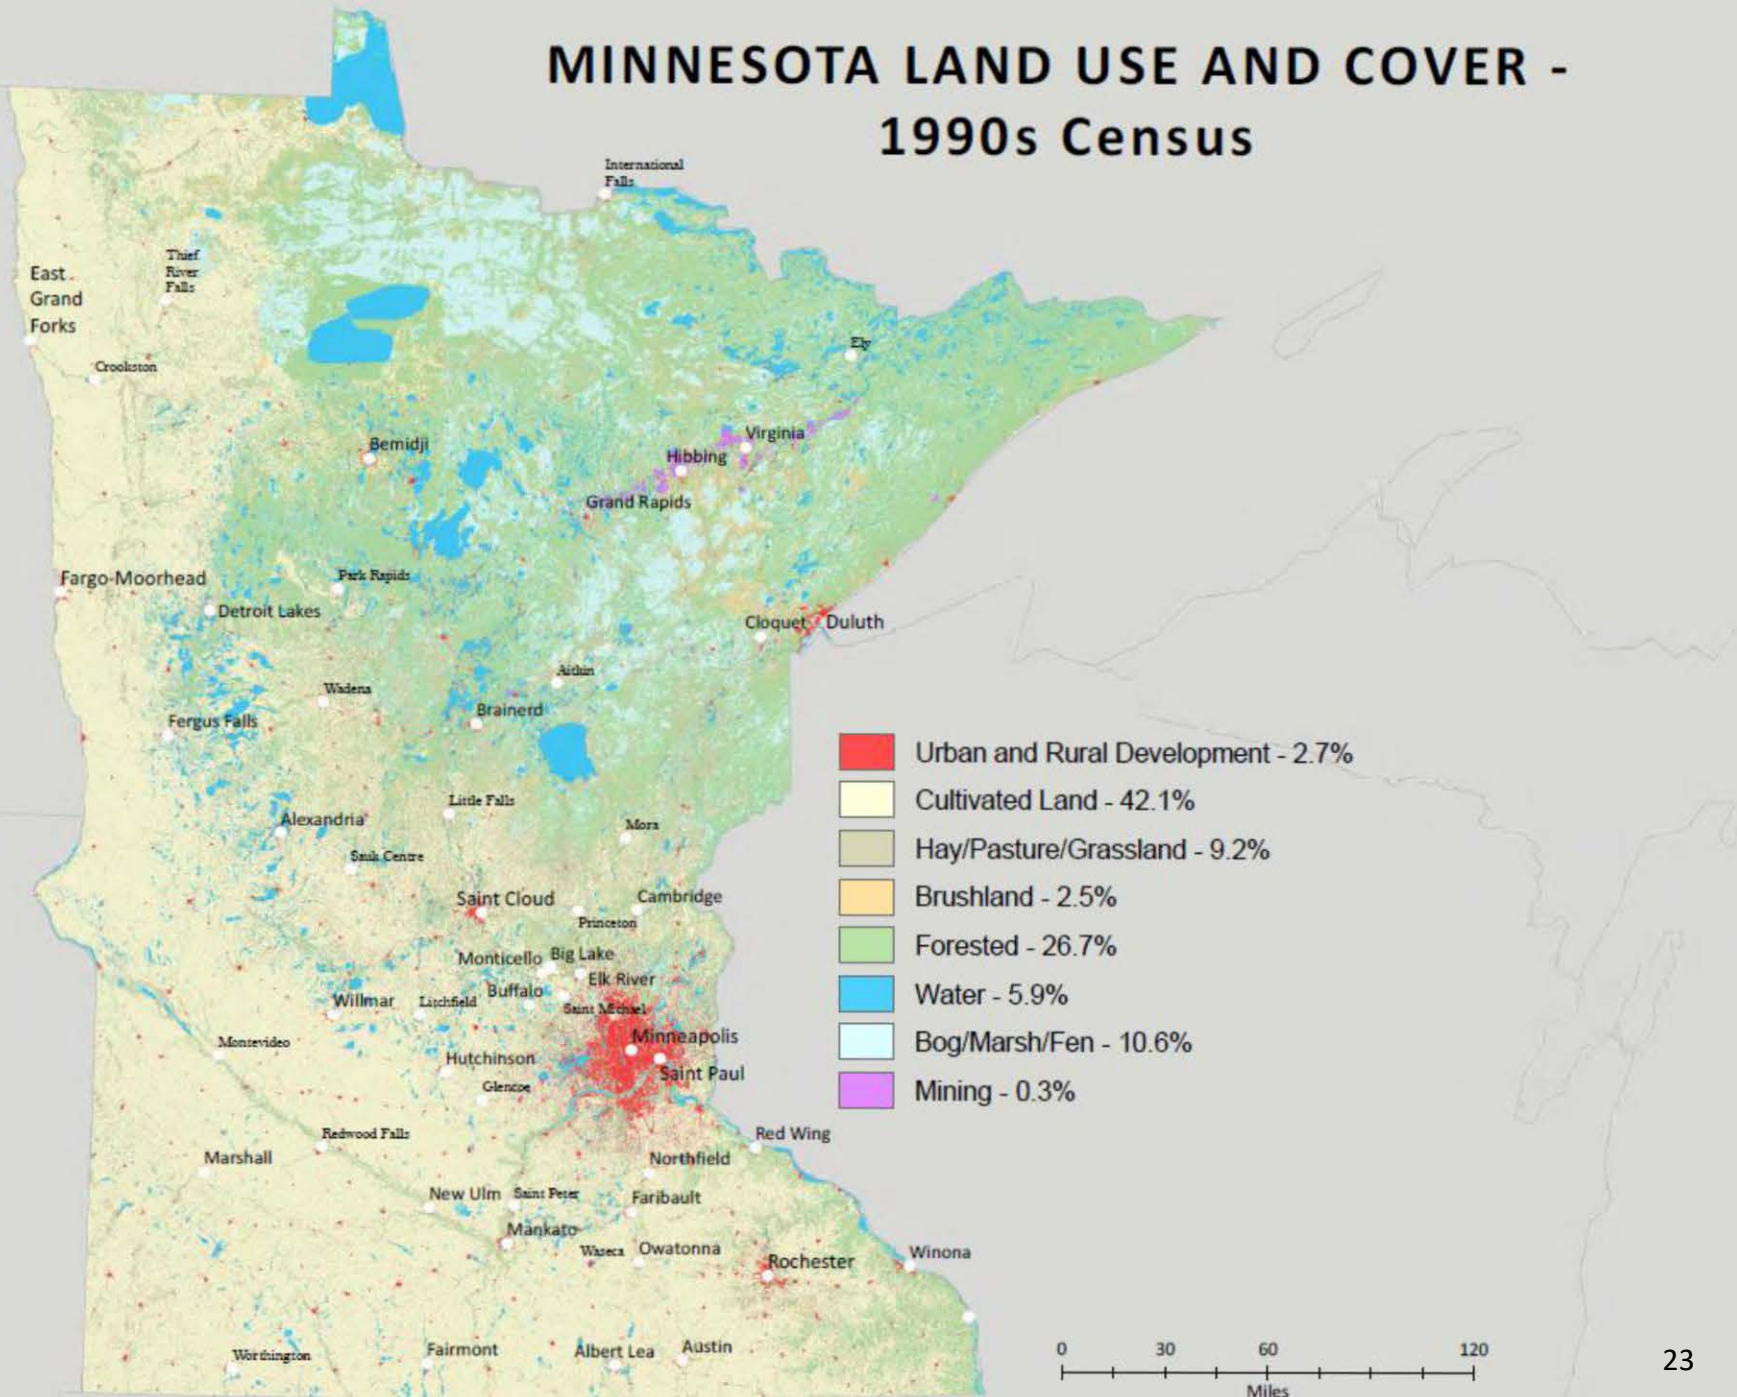 MINNESOTA LAND USE AND COVER -
1990s Census
International
Falls
Thief
River
Falls
East
Grand
Forks
Crookston
Ely
Bemidji
Virginia
Hibbing
Grand Rapids
Fargo-Moorhead
Park Rapids
Detroit Lakes
Cloquet
Duluth
Aitkin
Wadena
Brainerd
Fergus Falls
Little Falls
Alexandria
Mora
Sauk Centre
Saint Cloud
Cambridge
Princeton
Monticello
Big Lake
Elk River
Buffalo
Willmar
Litchfield
Saint Michael
Minneapolis
Montevideo
Hutchinson
Saint Paul
Glencoe
Redwood Falls
Red Wing
Marshall
Northfield
New Ulm
Saint Peter
Faribault
Mankato
Waseca
Owatonna
Rochester
Winona
Worthington
Fairmont
Albert Lea
Austin
Urban and Rural Development - 2.7%
Cultivated Land - 42.1%
Hay/Pasture/Grassland - 9.2%
Brushland - 2.5%
Forested - 26.7%
Water - 5.9%
Bog/Marsh/Fen - 10.6%
Mining - 0.3%
0 30 60 120
Miles
23